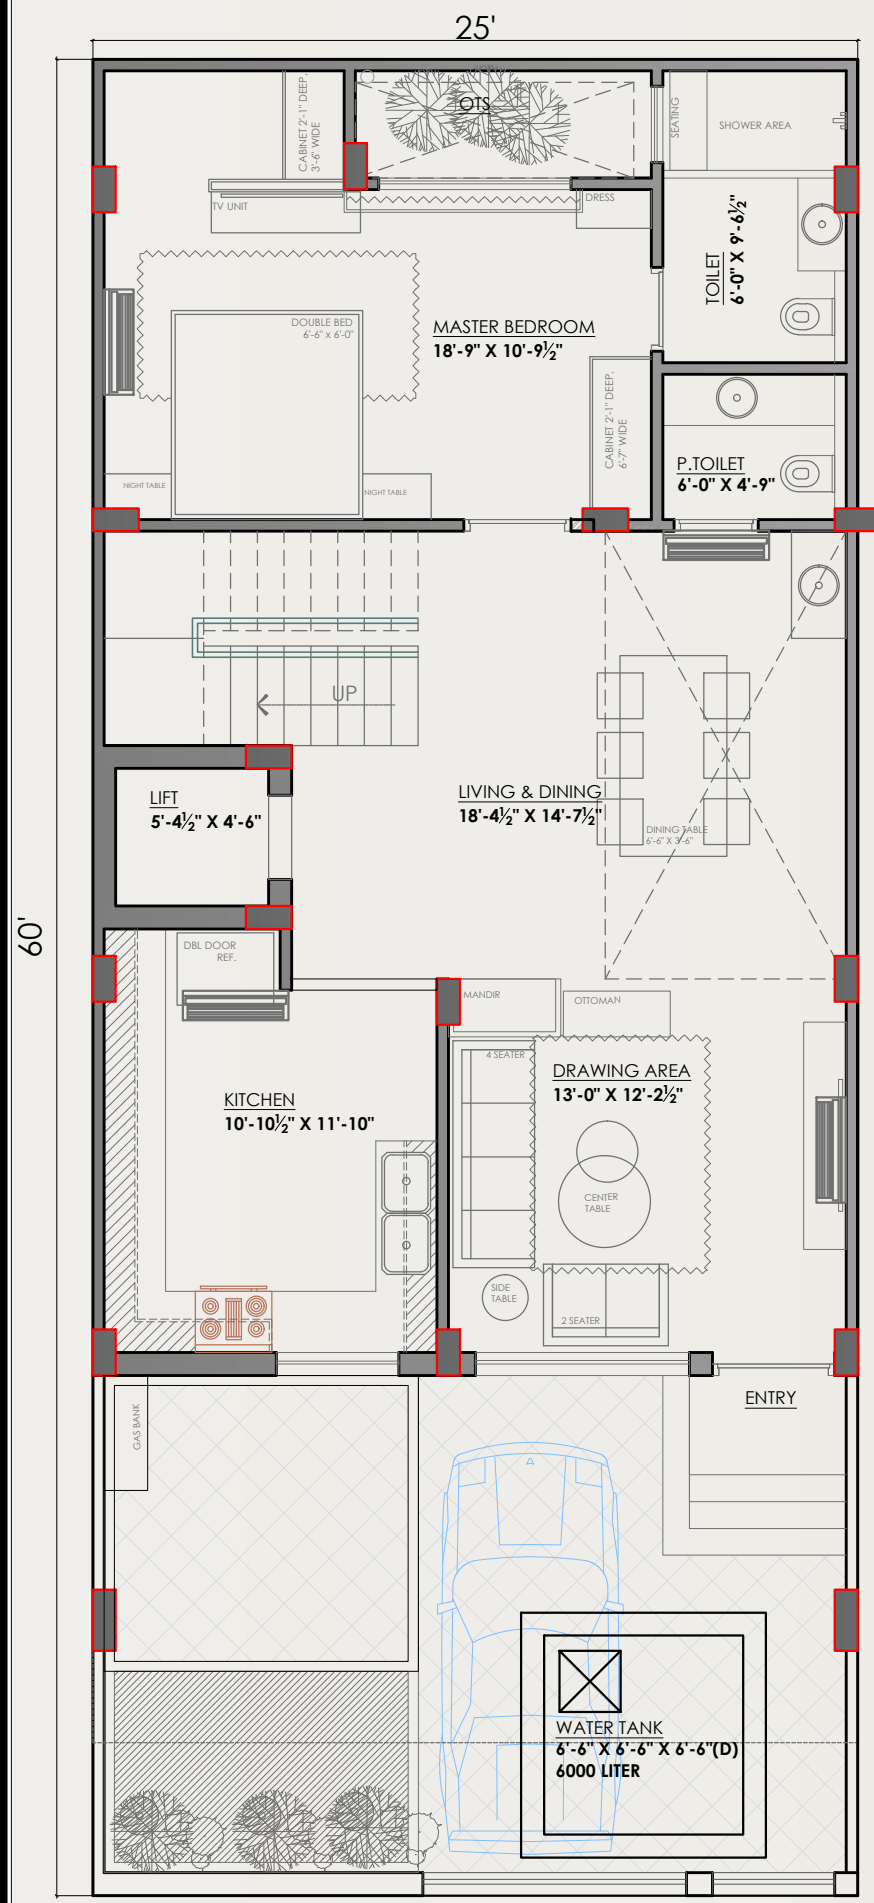 25'
60'
CABINET 2'-1" DEEP,
3'-6" WIDE
OTS
SEATING
SHOWER AREA
TV UNIT
DRESS
TOILET
6'-0" X 9'-6½"
DOUBLE BED
6'-6" x 6'-0"
MASTER BEDROOM
18'-9" X 10'-9½"
CABINET 2'-1" DEEP,
6'-7" WIDE
P.TOILET
6'-0" X 4'-9"
NIGHT TABLE
NIGHT TABLE
UP
LIFT
5'-4½" X 4'-6"
LIVING & DINING
18'-4½" X 14'-7½"
DINING TABLE
6'-6" X 3'-6"
DBL DOOR
REF.
MANDIR
OTTOMAN
4 SEATER
DRAWING AREA
13'-0" X 12'-2½"
KITCHEN
10'-10½" X 11'-10"
CENTER
TABLE
SIDE
TABLE
2 SEATER
ENTRY
GAS BANK
WATER TANK
6'-6" X 6'-6" X 6'-6"(D)
6000 LITER